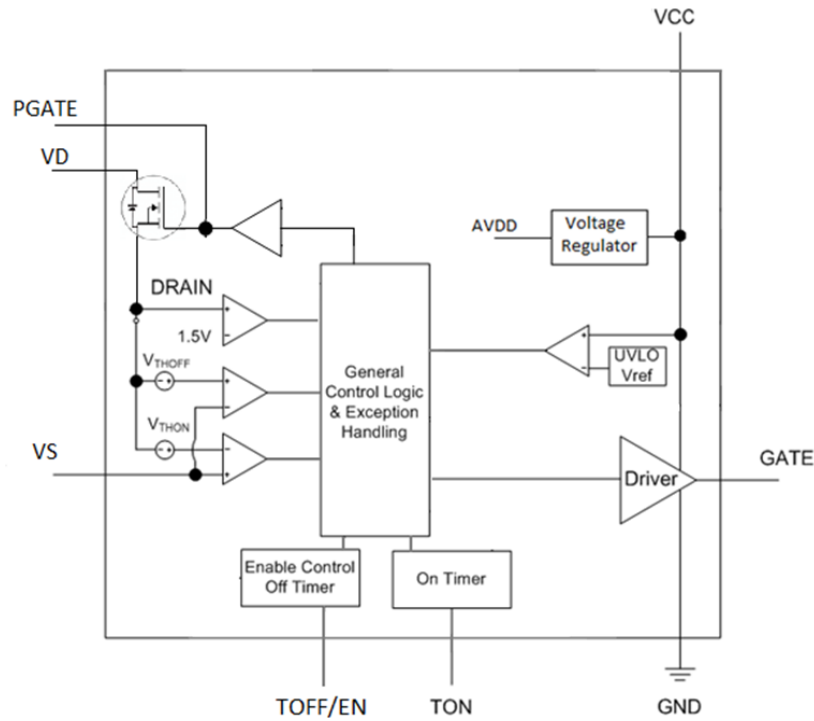 VCC
PGATE
VD
AVDD
Voltage
Regulator
DRAIN
+
1.5V
-
General
Control Logic
& Exception
Handling
+
-
UVLO
Vref
VTHOFF
- +
+
-
VTHON
- +
-
+
VS
Driver
GATE
Enable Control
Off Timer
On Timer
TOFF/EN
TON
GND